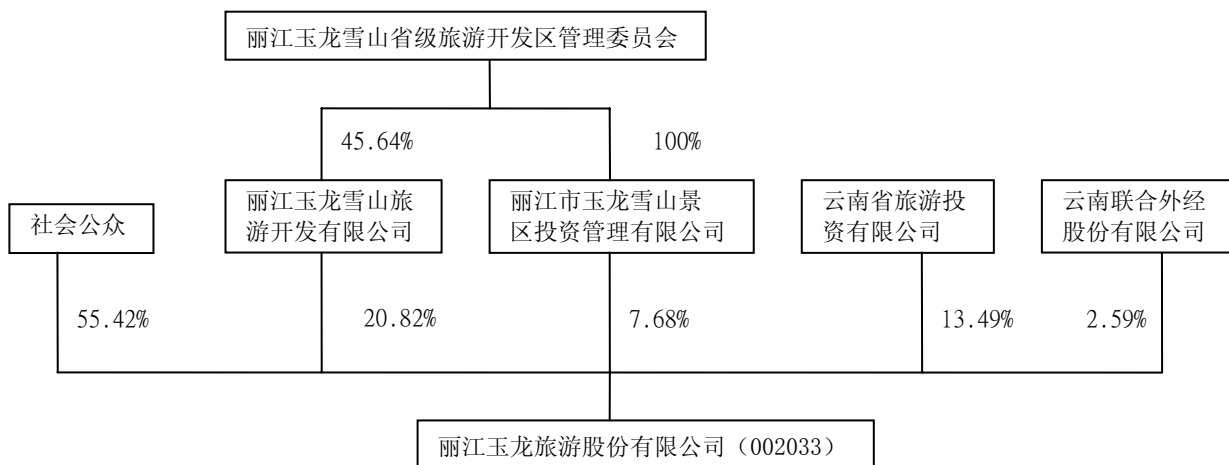 丽江玉龙雪山省级旅游开发区管理委员会
45.64%
100%
社会公众
丽江玉龙雪山旅
游开发有限公司
丽江市玉龙雪山景
区投资管理有限公司
云南省旅游投
资有限公司
云南联合外经
股份有限公司
55.42%
20.82%
7.68%
13.49%
2.59%
丽江玉龙旅游股份有限公司（002033）